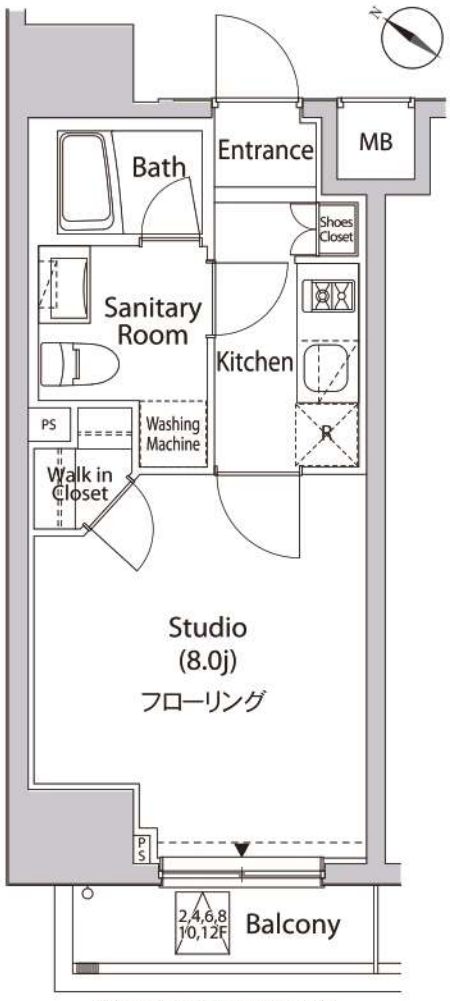 N
Entrance
MB
Bath
Shoes
Closet
Sanitary
Room
Kitchen
PS
Washing
Machine
R
Walk in
Closet
Studio
(8.0j)
フローリング
P
S
2,4,6,8
10,12F
Balcony